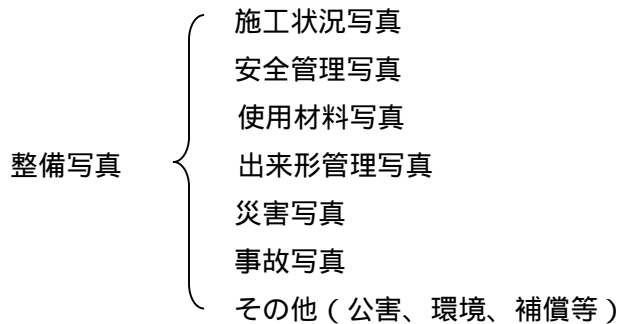 施工状況写真
安全管理写真
使用材料写真
整備写真
出来形管理写真
災害写真
事故写真
その他（公害、環境、補償等）